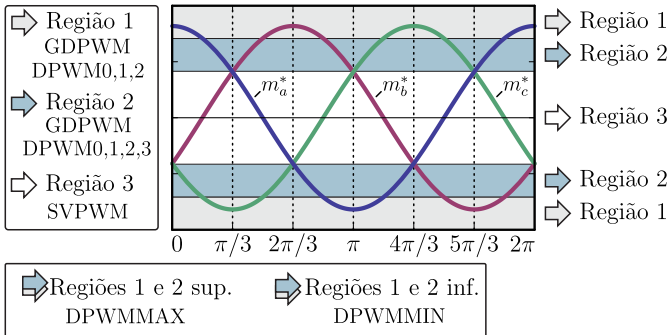 Região 1
GDPWM
DPWM0,1,2
Região 2
GDPWM
DPWM0,1,2,3
Região 3
SVPWM
m*a
m*b
m*c
Região 1
Região 2
Região 3
Região 2
Região 1
0 π/3 2π/3 π 4π/3 5π/3 2π
Regiões 1 e 2 sup.
DPWMMAX
Regiões 1 e 2 inf.
DPWMMIN